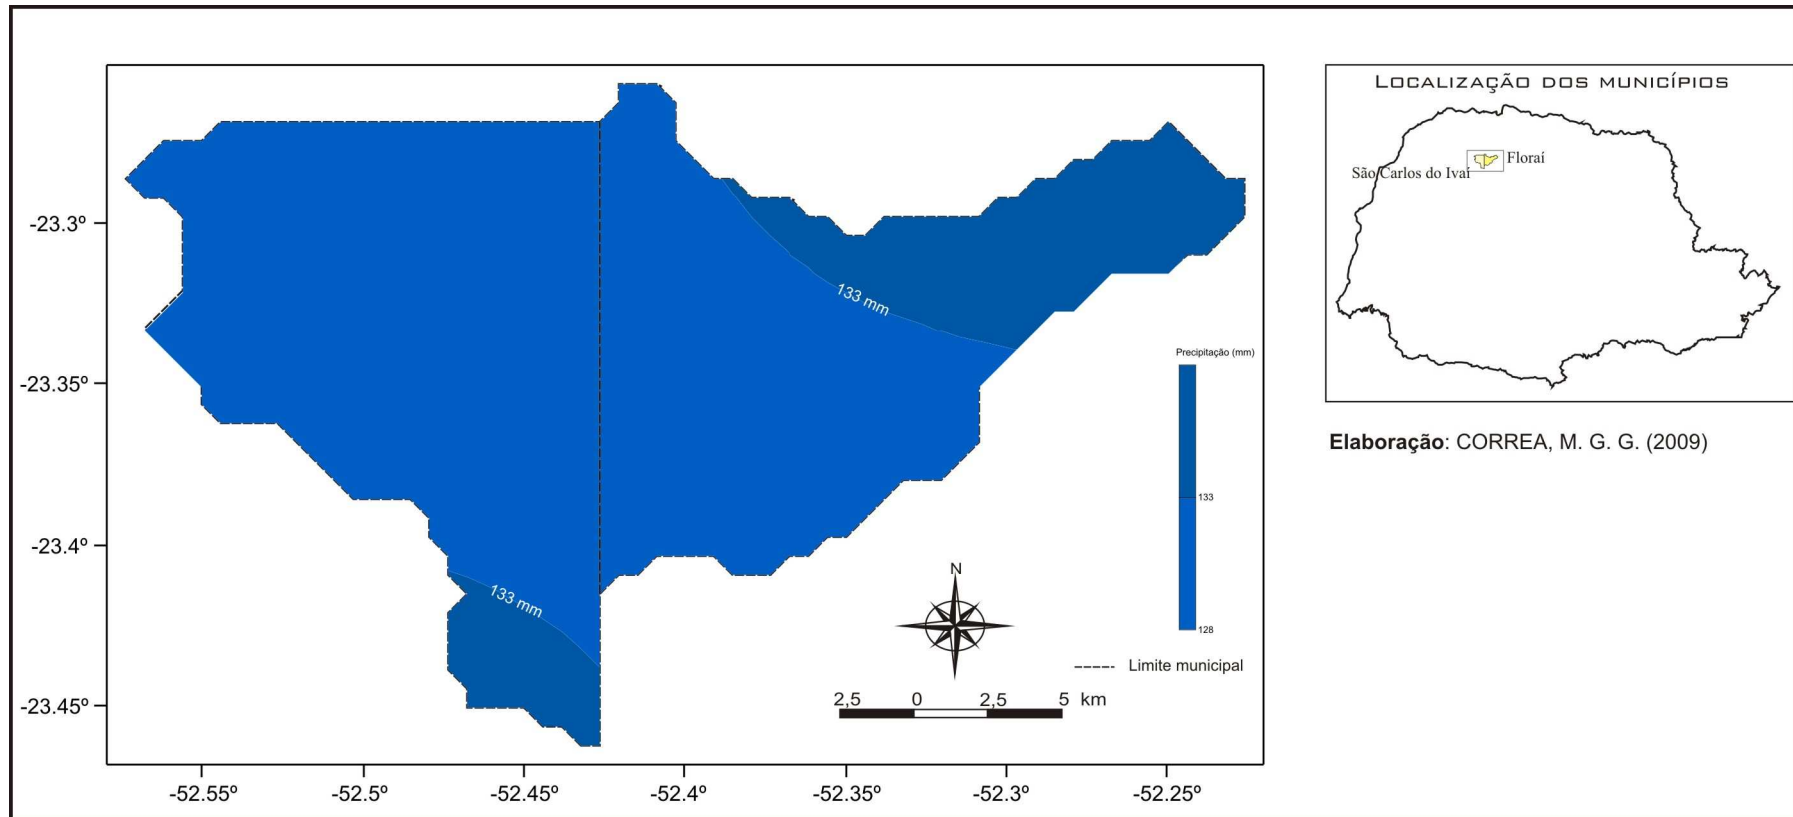 LOCALIZAÇÃO DOS MUNICÍPIOS
Floraí
São Carlos do Ivaí
-23.3º
133 mm
Precipitação (mm)
-23.35º
Elaboração: CORREA, M. G. G. (2009)
133
-23.4º
N
133 mm
128
Limite municipal
2,5 0 2,5 5 km
-23.45º
-52.55º -52.5º -52.45º -52.4º -52.35º -52.3º -52.25º